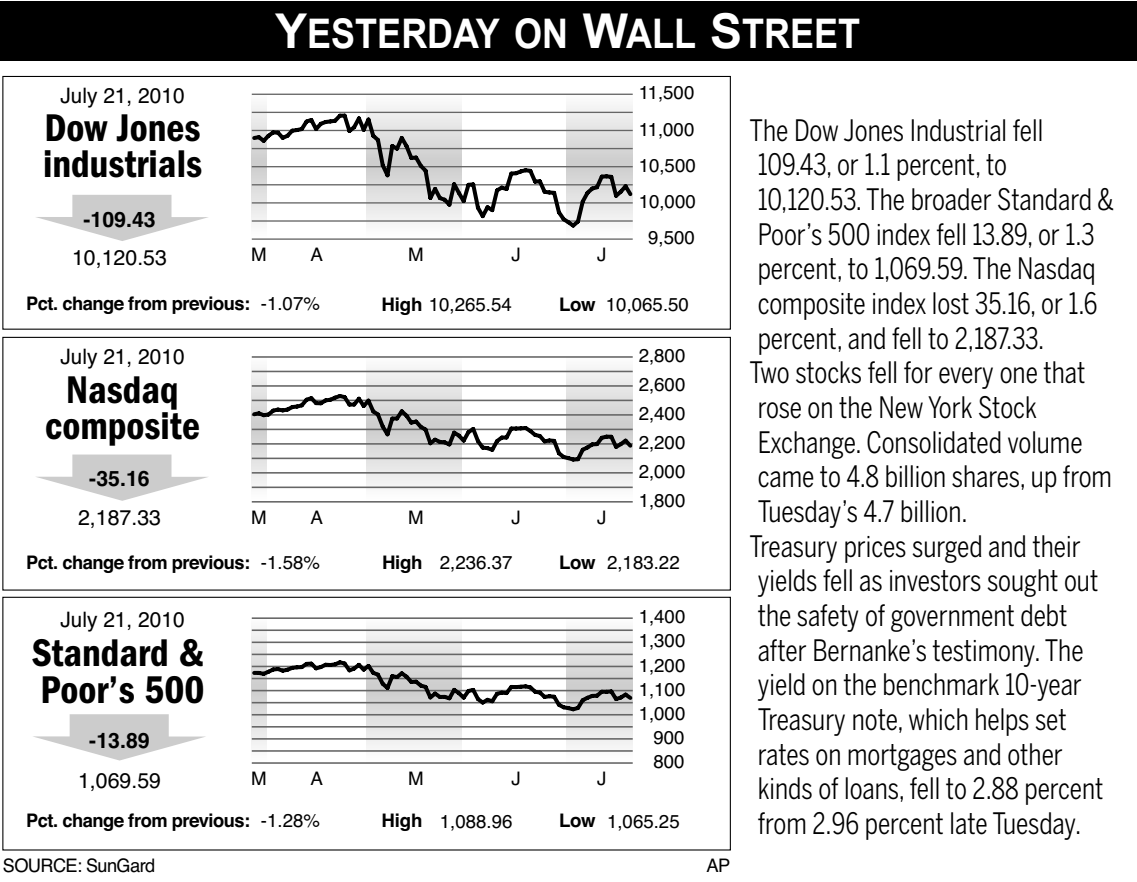 YESTERDAY ON WALL STREET
July 21, 2010
Dow Jones
industrials
-109.43
10,120.53
11,500
11,000
10,500
10,000
9,500
M A M J J
Pct. change from previous: -1.07% High 10,265.54 Low 10,065.50
July 21, 2010
Nasdaq
composite
-35.16
2,187.33
2,800
2,600
2,400
2,200
2,000
1,800
M A M J J
Pct. change from previous: -1.58% High 2,236.37 Low 2,183.22
July 21, 2010
Standard &
Poor's 500
-13.89
1,069.59
1,400
1,300
1,200
1,100
1,000
900
800
M A M J J
Pct. change from previous: -1.28% High 1,088.96 Low 1,065.25
SOURCE: SunGard AP
The Dow Jones Industrial fell
109.43, or 1.1 percent, to
10,120.53. The broader Standard &
Poor's 500 index fell 13.89, or 1.3
percent, to 1,069.59. The Nasdaq
composite index lost 35.16, or 1.6
percent, and fell to 2,187.33.
Two stocks fell for every one that
rose on the New York Stock
Exchange. Consolidated volume
came to 4.8 billion shares, up from
Tuesday's 4.7 billion.
Treasury prices surged and their
yields fell as investors sought out
the safety of government debt
after Bernanke's testimony. The
yield on the benchmark 10-year
Treasury note, which helps set
rates on mortgages and other
kinds of loans, fell to 2.88 percent
from 2.96 percent late Tuesday.